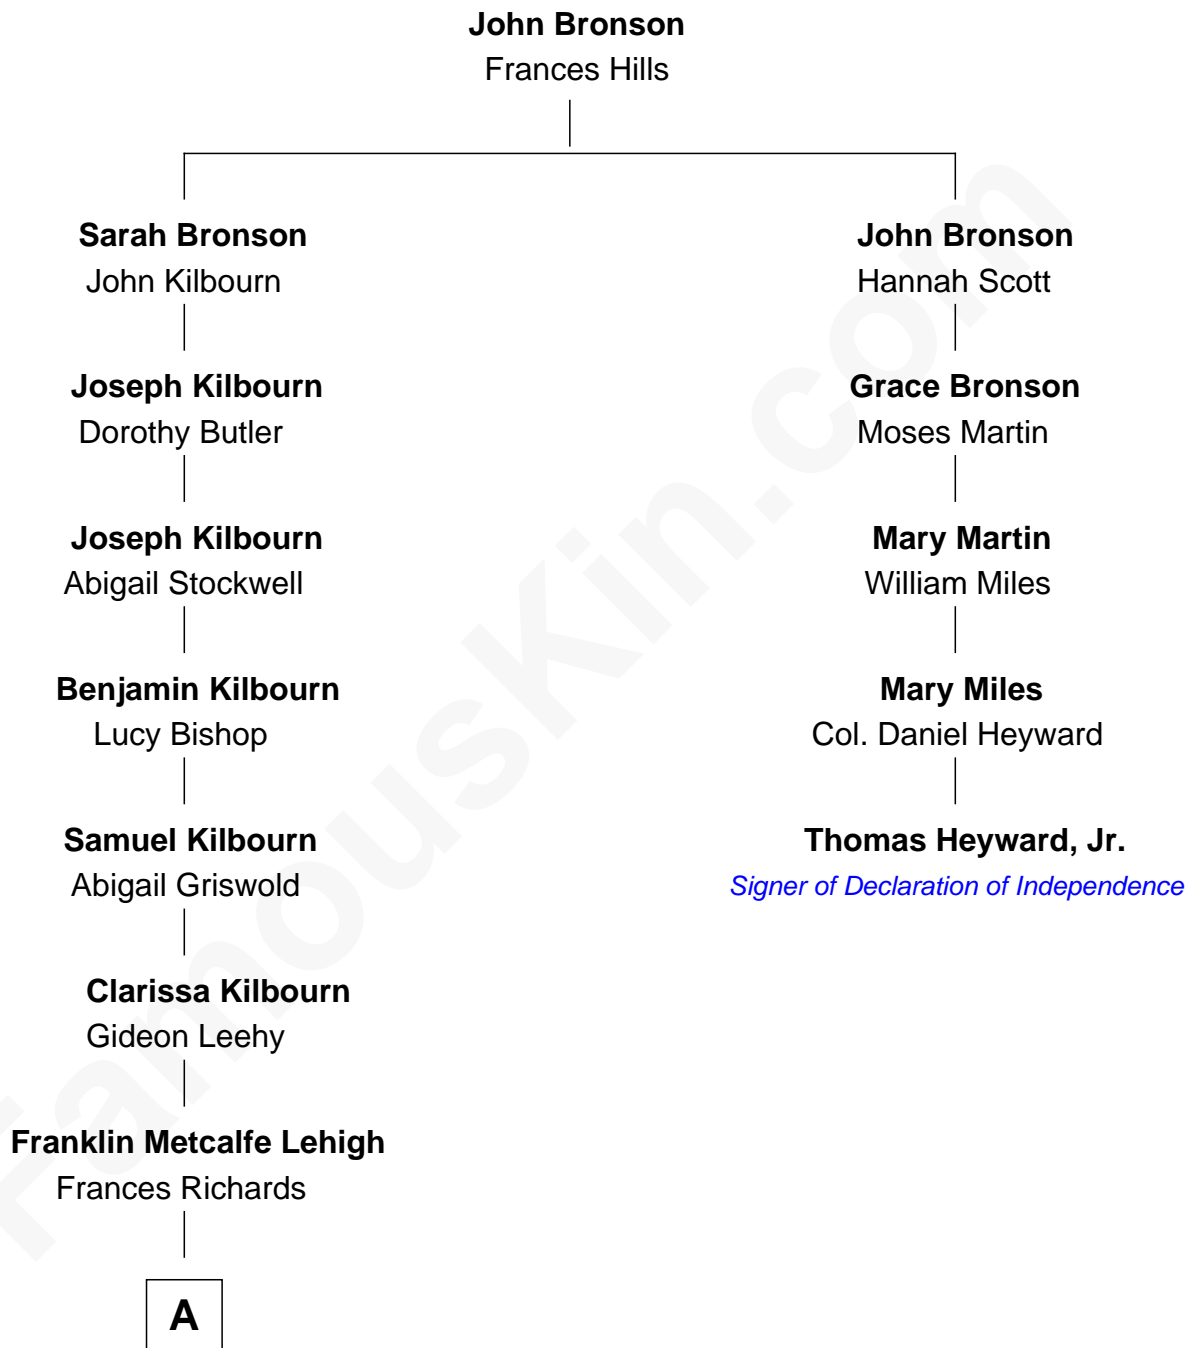 John Bronson
Frances Hills
Sarah Bronson
John Kilbourn
Joseph Kilbourn
Dorothy Butler
Joseph Kilbourn
Abigail Stockwell
Benjamin Kilbourn
Lucy Bishop
Samuel Kilbourn
Abigail Griswold
Clarissa Kilbourn
Gideon Leehy
Franklin Metcalfe Lehigh
Frances Richards
A
John Bronson
Hannah Scott
Grace Bronson
Moses Martin
Mary Martin
William Miles
Mary Miles
Col. Daniel Heyward
Thomas Heyward, Jr.
Signer of Declaration of Independence
FamousKin.com